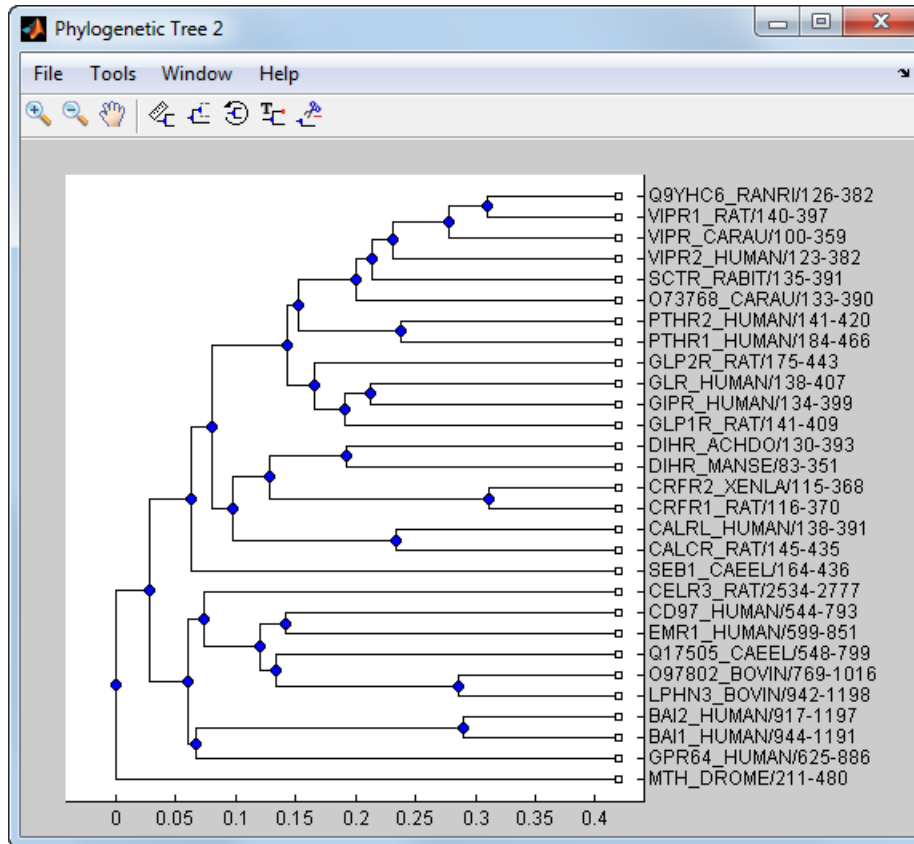 Phylogenetic Tree 2
File Tools Window Help
Q9YHC6_RANRI/126-382
VIPR1_RAT/140-397
VIPR_CARAU/100-359
VIPR2_HUMAN/123-382
SCTR_RABIT/135-391
O73768_CARAU/133-390
PTHR2_HUMAN/141-420
PTHR1_HUMAN/184-466
GLP2R_RAT/175-443
GLR_HUMAN/138-407
GIPR_HUMAN/134-399
GLP1R_RAT/141-409
DIHR_ACHDO/130-393
DIHR_MANSE/83-351
CRFR2_XENLA/115-368
CRFR1_RAT/116-370
CALRL_HUMAN/138-391
CALCR_RAT/145-435
SEB1_CAEEL/164-436
CELR3_RAT/2534-2777
CD97_HUMAN/544-793
EMR1_HUMAN/599-851
Q17505_CAEEL/548-799
O97802_BOVIN/769-1016
LPHN3_BOVIN/942-1198
BAI2_HUMAN/917-1197
BAI1_HUMAN/944-1191
GPR64_HUMAN/625-886
MTH_DROME/211-480
0 0.05 0.1 0.15 0.2 0.25 0.3 0.35 0.4